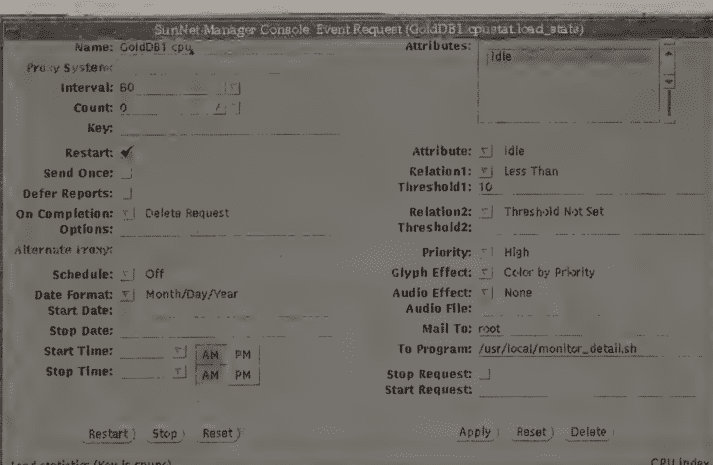 SunNet Manager Console: Event Request (GoldDB1.cpustat.load_stats)
Name: GoldDB1 cpu
Proxy System:
Interval: 60
Count: 0
Key:
Restart: ✔
Send Once:
Defer Reports:
On Completion: Delete Request
Options:
Alternate Proxy:
Schedule: Off
Date Format: Month/Day/Year
Start Date:
Stop Date:
Start Time: AM PM
Stop Time: AM PM
Restart Stop Reset
Attributes: Idle
Attribute: Idle
Relation1: Less Than
Threshold1: 10
Relation2: Threshold Not Set
Threshold2:
Priority: High
Glyph Effect: Color by Priority
Audio Effect: None
Audio File:
Mail To: root
To Program: /usr/local/monitor_detail.sh
Stop Request:
Start Request:
Apply Reset Delete
CPU index